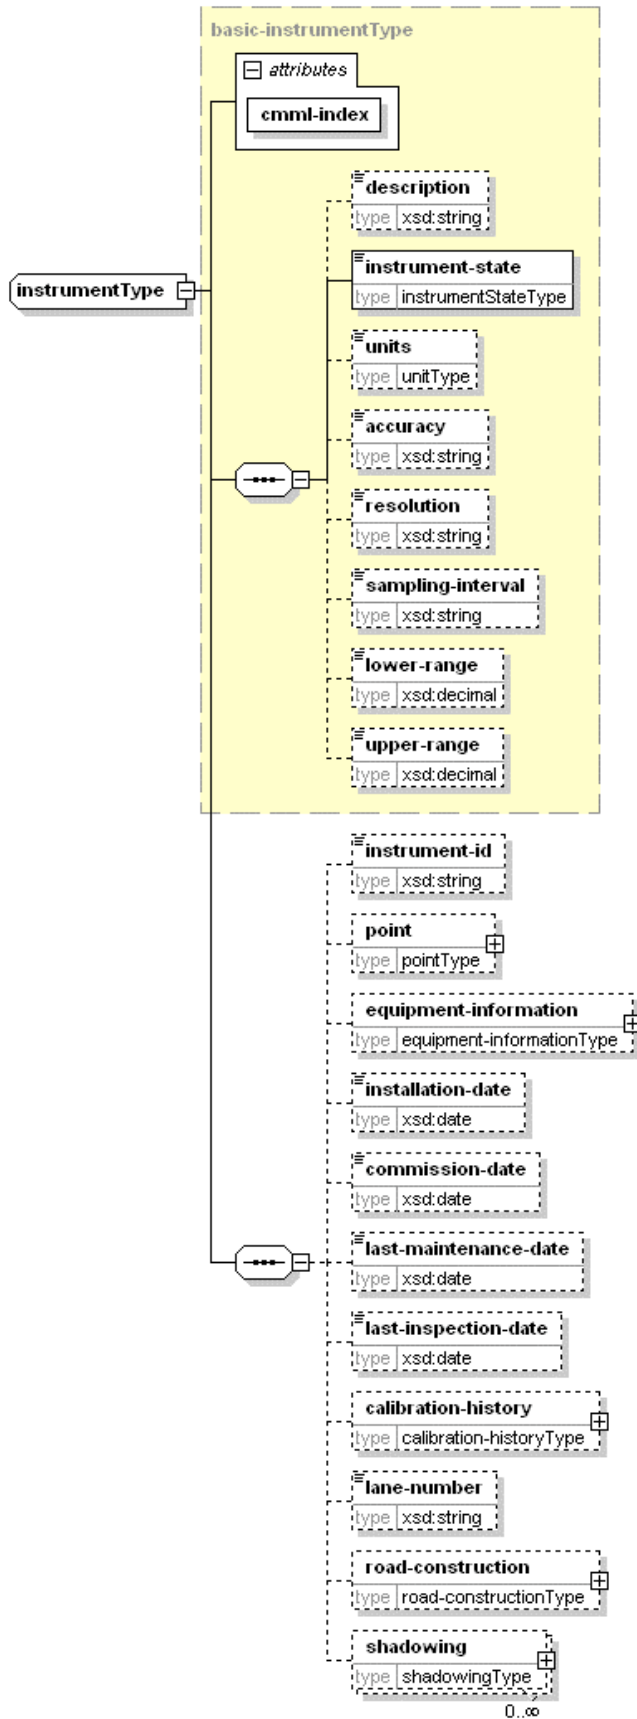 basic-instrumentType
attributes
cmml-index
description
type xsd:string
instrumentType
instrument-state
type instrumentStateType
units
type unitType
accuracy
type xsd:string
resolution
type xsd:string
sampling-interval
type xsd:string
lower-range
type xsd:decimal
upper-range
type xsd:decimal
instrument-id
type xsd:string
point
type pointType
equipment-information
type equipment-informationType
installation-date
type xsd:date
commission-date
type xsd:date
last-maintenance-date
type xsd:date
last-inspection-date
type xsd:date
calibration-history
type calibration-historyType
lane-number
type xsd:string
road-construction
type road-constructionType
shadowing
type shadowingType
0..∞